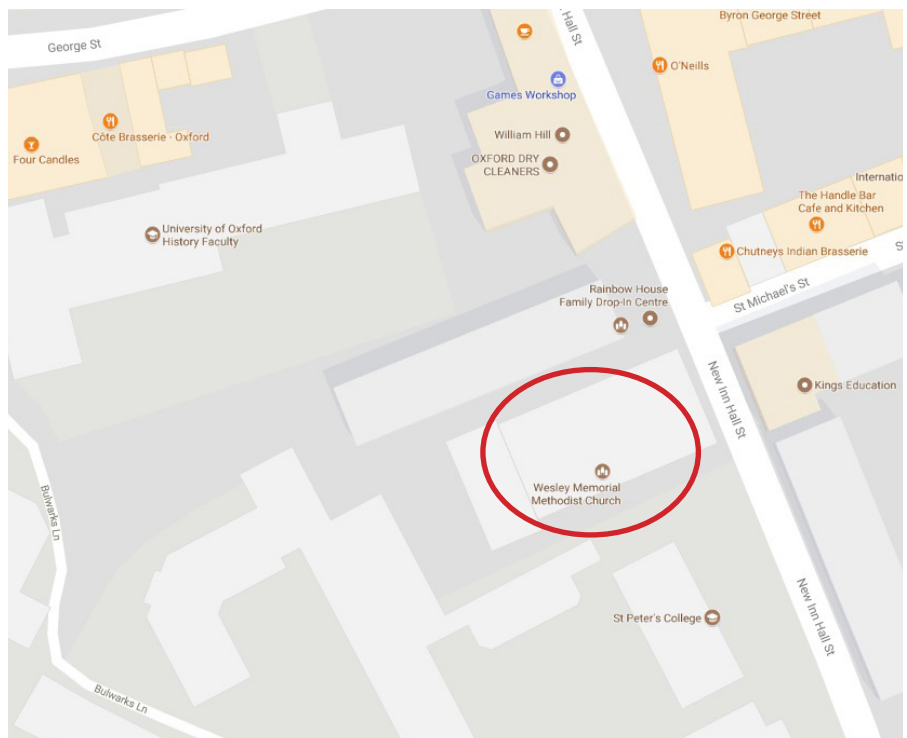 George St
Hall St
Byron George Street
O'Neills
Games Workshop
Côte Brasserie - Oxford
Four Candles
William Hill
OXFORD DRY
CLEANERS
Internatio
The Handle Bar
Cafe and Kitchen
University of Oxford
History Faculty
Chutneys Indian Brasserie
S
St Michael's St
Rainbow House
Family Drop-In Centre
New Inn Hall St
Kings Education
Wesley Memorial
Methodist Church
Bulwarks Ln
New Inn Hall St
St Peter's College
Bulwarks Ln